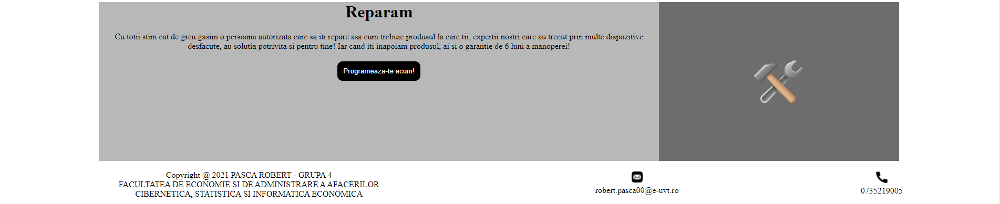 Reparam
Cu totii stim cat de greu gasim o persoana autorizata care sa iti repare asa cum trebuie produsul la care tii, expertii nostri care au trecut prin multe dispozitive
desfacute, au solutia potrivita si pentru tine! Iar cand iti inapoiam produsul, ai si o garantie de 6 luni a manoperei!
Programeaza-te acum!
Copyright @ 2021 PASCA ROBERT - GRUPA 4
FACULTATEA DE ECONOMIE SI DE ADMINISTRARE A AFACERILOR
CIBERNETICA, STATISTICA SI INFORMATICA ECONOMICA
robert.pasca00@e-uvt.ro
0735219005